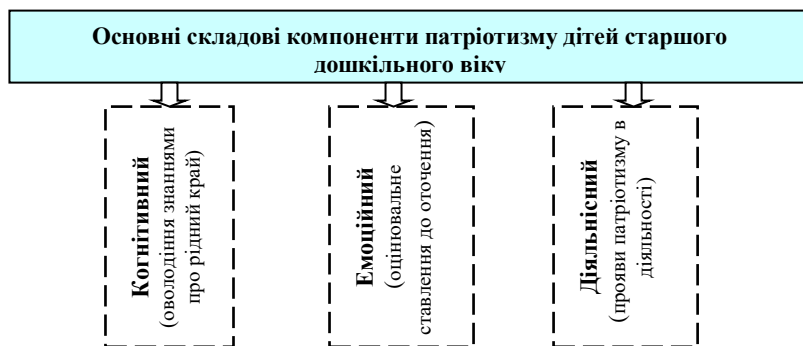 Основні складові компоненти патріотизму дітей старшого
дошкільного віку
Когнітивний
(оволодіння знаннями
про рідний край)
Емоційний
(оцінювальне
ставлення до оточення)
Діяльнісний
(прояви патріотизму в
діяльності)